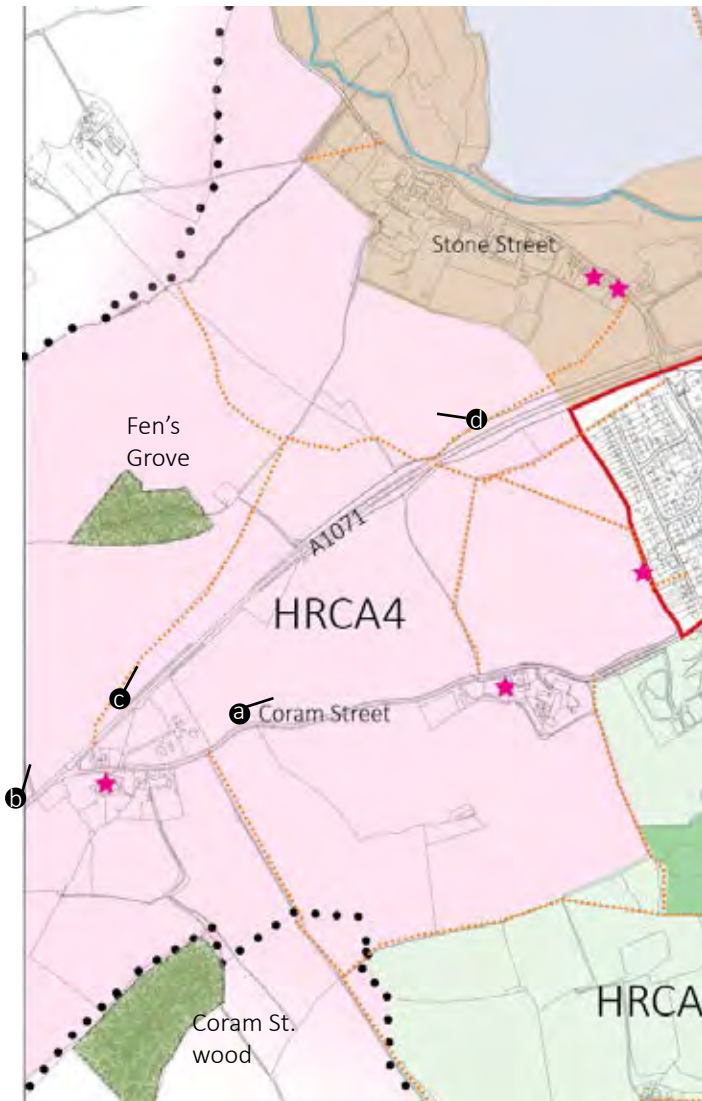 Stone Street
d
Fen's
Grove
A1071
HRCA4
c
a
Coram Street
b
HRCA
Coram St.
wood